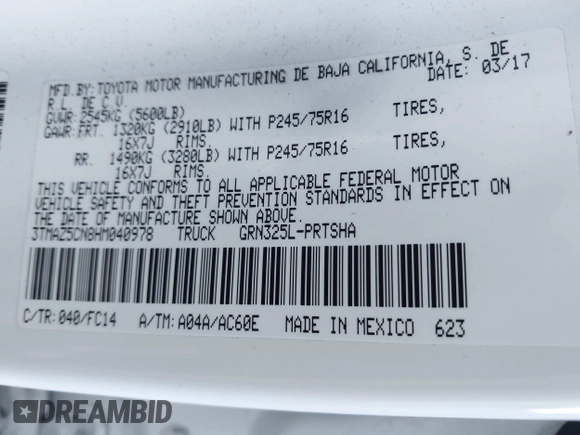 MFD.BY:TOYOTA MOTOR MANUFACTURING DE BAJA CALIFORNIA, S. DE
R.L. DE C.V. DATE: 03/17
GVWR:2545KG (5600LB)
GAWR:FRT. 1320KG (2910LB) WITH P245/75R16 TIRES,
16X7J RIMS.
RR. 1490KG (3280LB) WITH P245/75R16 TIRES,
16X7J RIMS.
THIS VEHICLE CONFORMS TO ALL APPLICABLE FEDERAL MOTOR
VEHICLE SAFETY AND THEFT PREVENTION STANDARDS IN EFFECT ON
THE DATE OF MANUFACTURE SHOWN ABOVE.
3TMAZ5CN8HM040978 TRUCK GRN325L-PRTSHA
C/TR:040/FC14 A/TM:A04A/AC60E MADE IN MEXICO 623
DREAMBID